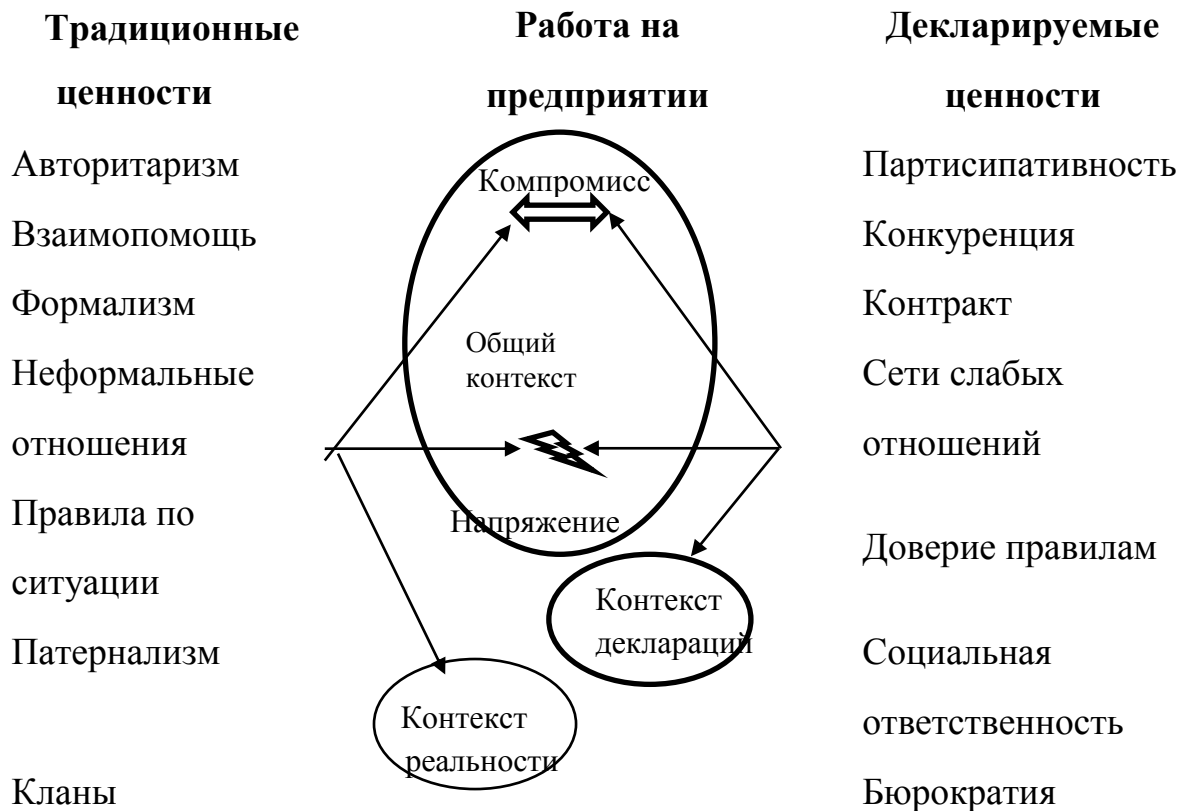 Традиционные
ценности
Авторитаризм
Взаимопомощь
Формализм
Неформальные
отношения
Правила по
ситуации
Патернализм
Кланы
Работа на
предприятии
Компромисс
Общий
контекст
Напряжение
Контекст
деклараций
Контекст
реальности
Декларируемые
ценности
Партисипативность
Конкуренция
Контракт
Сети слабых
отношений
Доверие правилам
Социальная
ответственность
Бюрократия